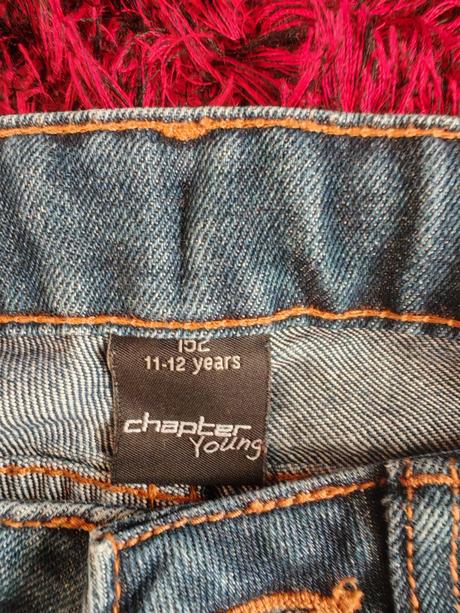 152
11-12 years
chapter
Young